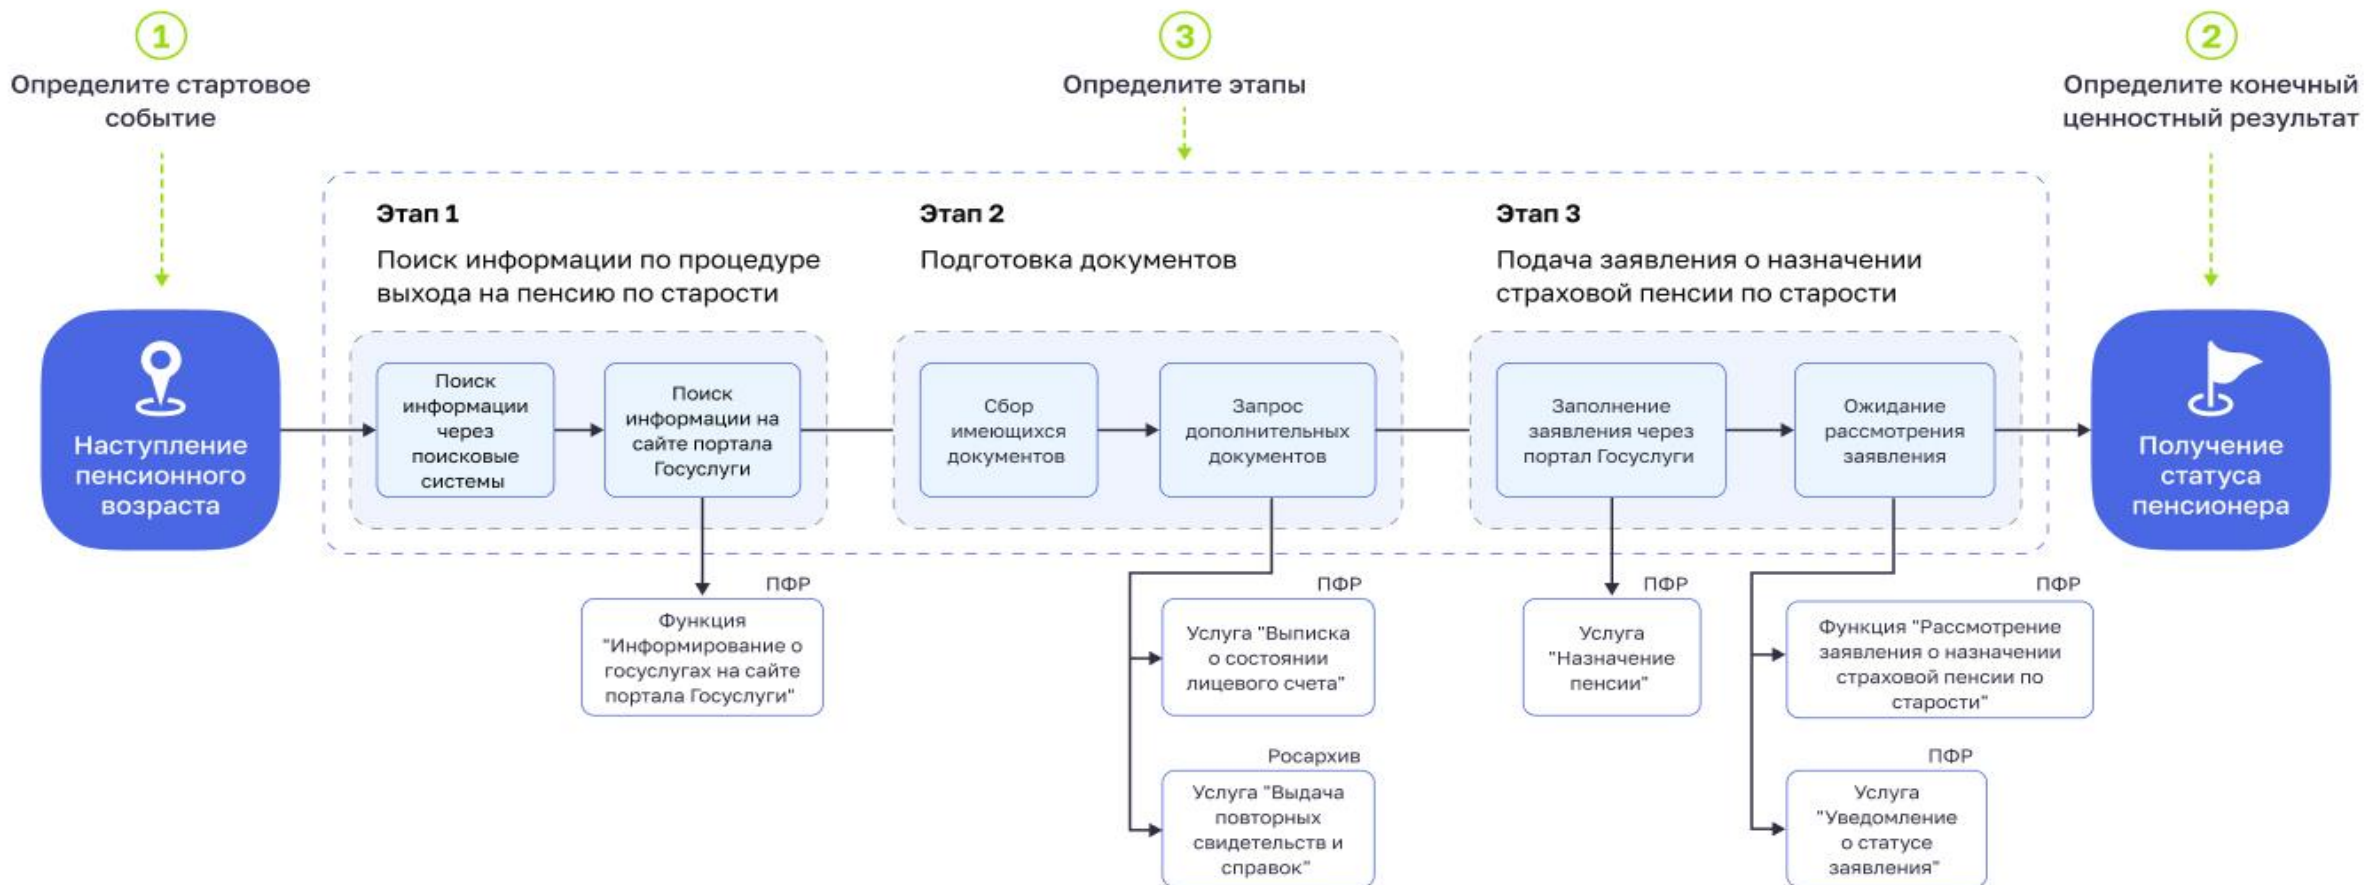 1
Определите стартовое
событие
3
Определите этапы
2
Определите конечный
ценностный результат
Этап 1
Поиск информации по процедуре
выхода на пенсию по старости
Этап 2
Подготовка документов
Этап 3
Подача заявления о назначении
страховой пенсии по старости
Наступление
пенсионного
возраста
Поиск
информации
через
поисковые
системы
Поиск
информации на
сайте портала
Госуслуги
Сбор
имеющихся
документов
Запрос
дополнительных
документов
Заполнение
заявления через
портал Госуслуги
Ожидание
рассмотрения
заявления
Получение
статуса
пенсионера
ПФР
Функция
"Информирование о
госуслугах на сайте
портала Госуслуги"
ПФР
Услуга "Выписка
о состоянии
лицевого счета"
Росархив
Услуга "Выдача
повторных
свидетельств и
справок"
ПФР
Услуга
"Назначение
пенсии"
ПФР
Функция "Рассмотрение
заявления о назначении
страховой пенсии по
старости"
ПФР
Услуга
"Уведомление
о статусе
заявления"